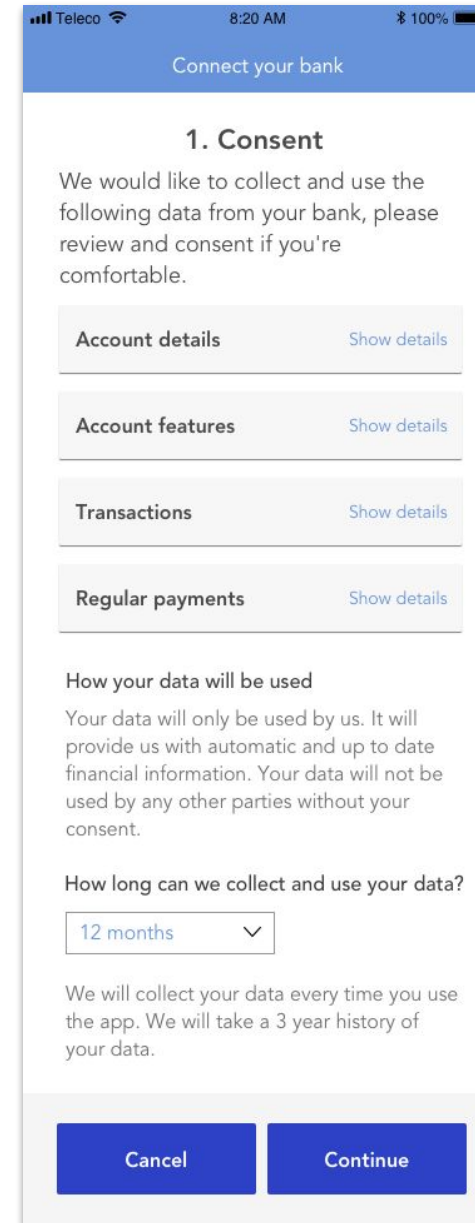 Teleco 8:20 AM 100%
Connect your bank
1. Consent
We would like to collect and use the
following data from your bank, please
review and consent if you're
comfortable.
Account details Show details
Account features Show details
Transactions Show details
Regular payments Show details
How your data will be used
Your data will only be used by us. It will
provide us with automatic and up to date
financial information. Your data will not be
used by any other parties without your
consent.
How long can we collect and use your data?
12 months
We will collect your data every time you use
the app. We will take a 3 year history of
your data.
Cancel Continue